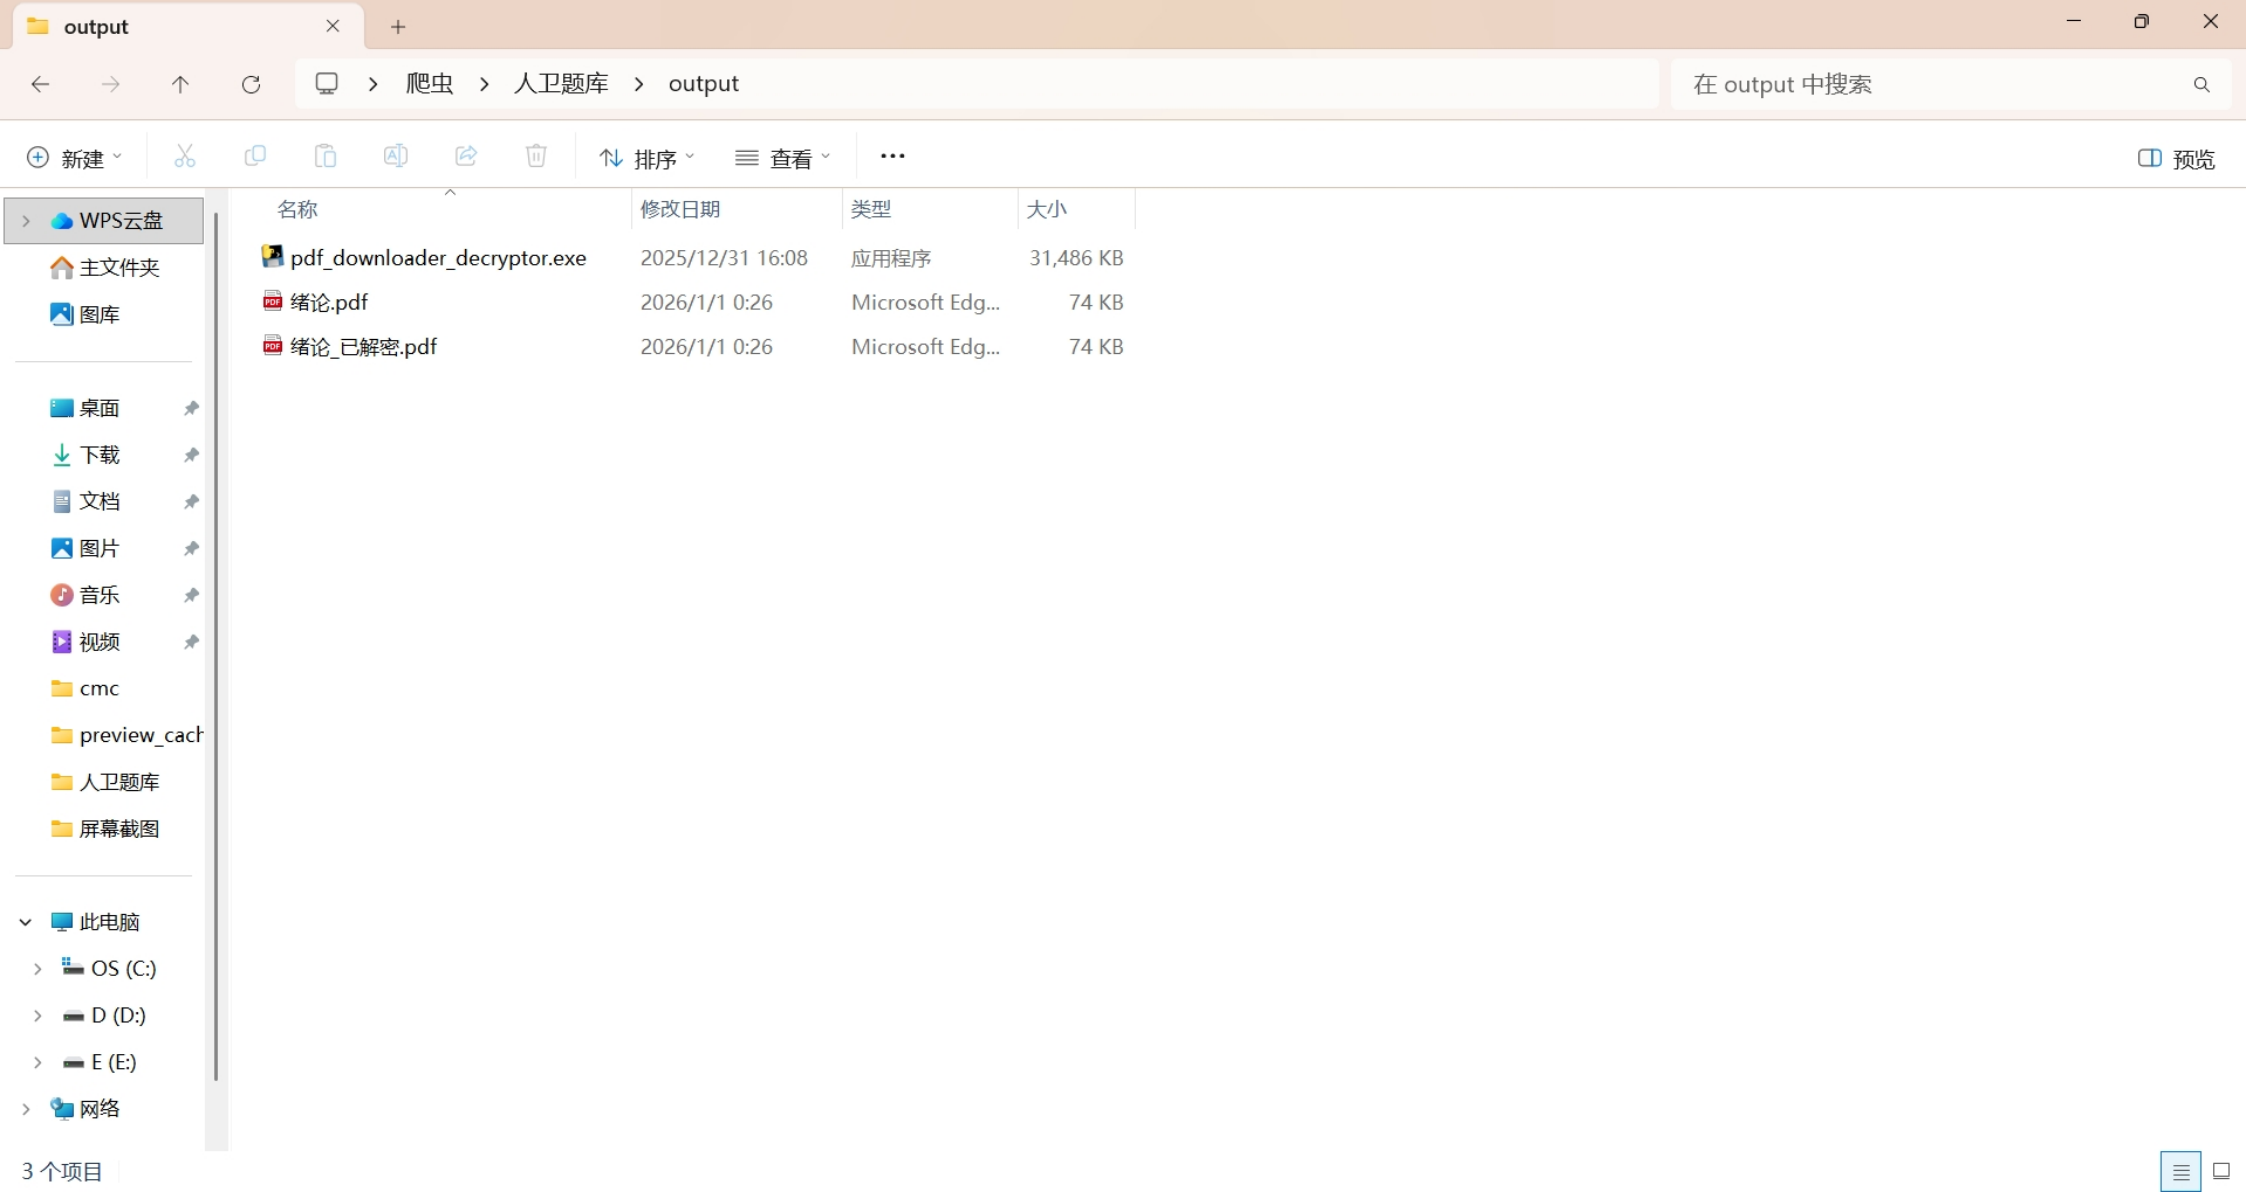 output
爬虫 > 人卫题库 > output
在 output 中搜索
新建
排序
查看
预览
名称 修改日期 类型 大小
pdf_downloader_decryptor.exe 2025/12/31 16:08 应用程序 31,486 KB
绪论.pdf 2026/1/1 0:26 Microsoft Edg... 74 KB
绪论_已解密.pdf 2026/1/1 0:26 Microsoft Edg... 74 KB
WPS云盘
主文件夹
图库
桌面
下载
文档
图片
音乐
视频
cmc
preview_cach
人卫题库
屏幕截图
此电脑
OS (C:)
D (D:)
E (E:)
网络
3 个项目